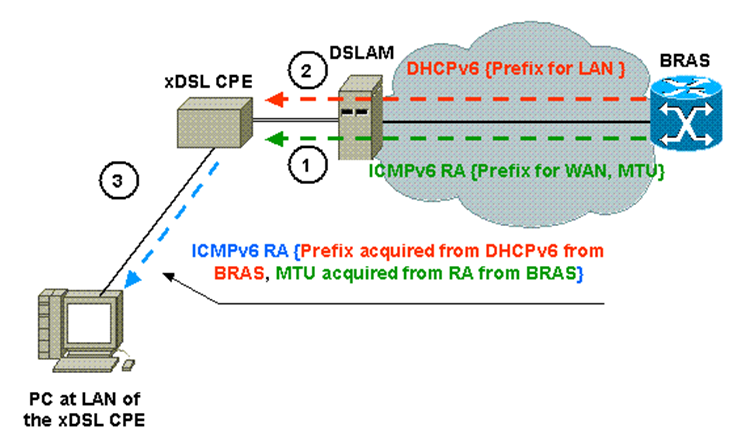 DSLAM
BRAS
2
DHCPv6 {Prefix for LAN }
xDSL CPE
1
ICMPv6 RA {Prefix for WAN, MTU}
3
ICMPv6 RA {Prefix acquired from DHCPv6 from
BRAS, MTU acquired from RA from BRAS}
PC at LAN of
the xDSL CPE